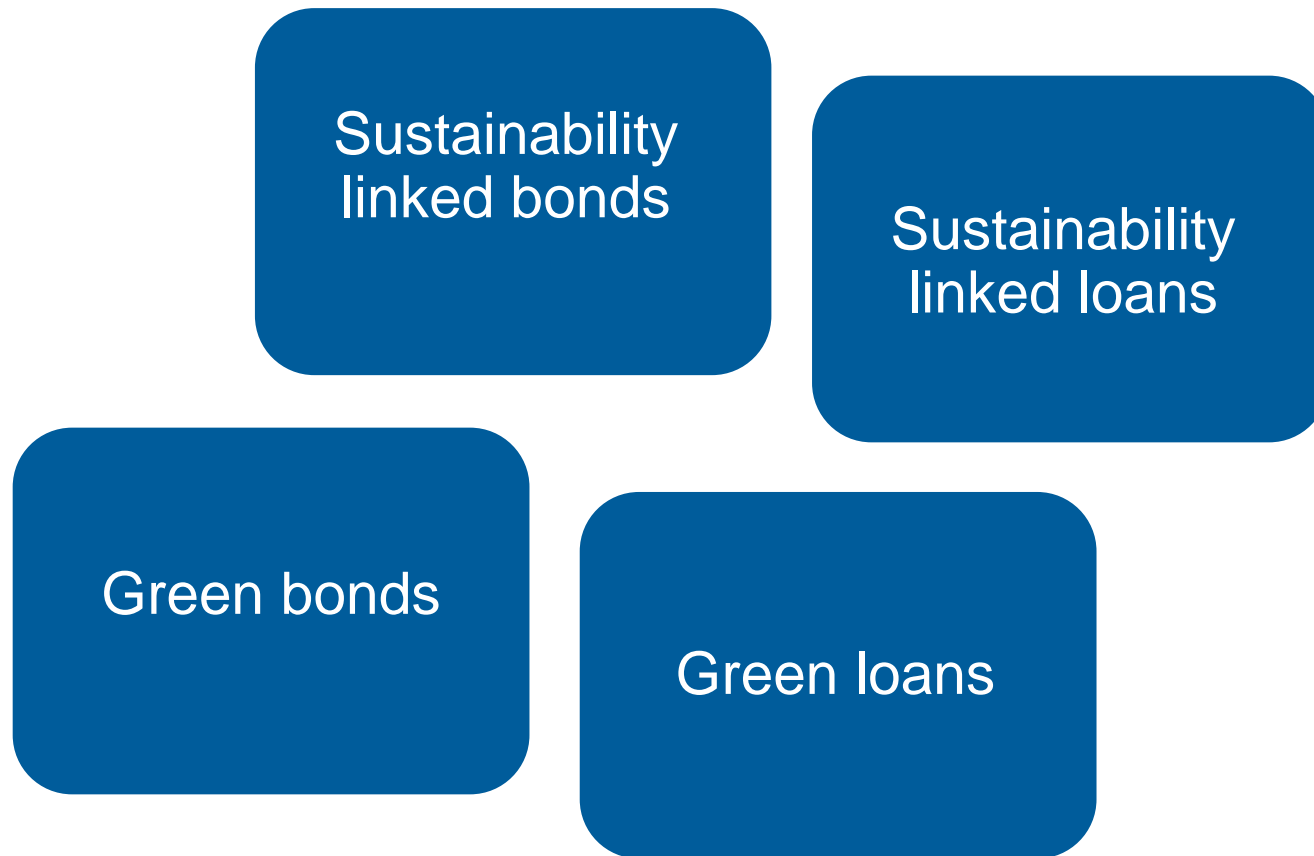 Sustainability
linked bonds
Sustainability
linked loans
Green bonds
Green loans